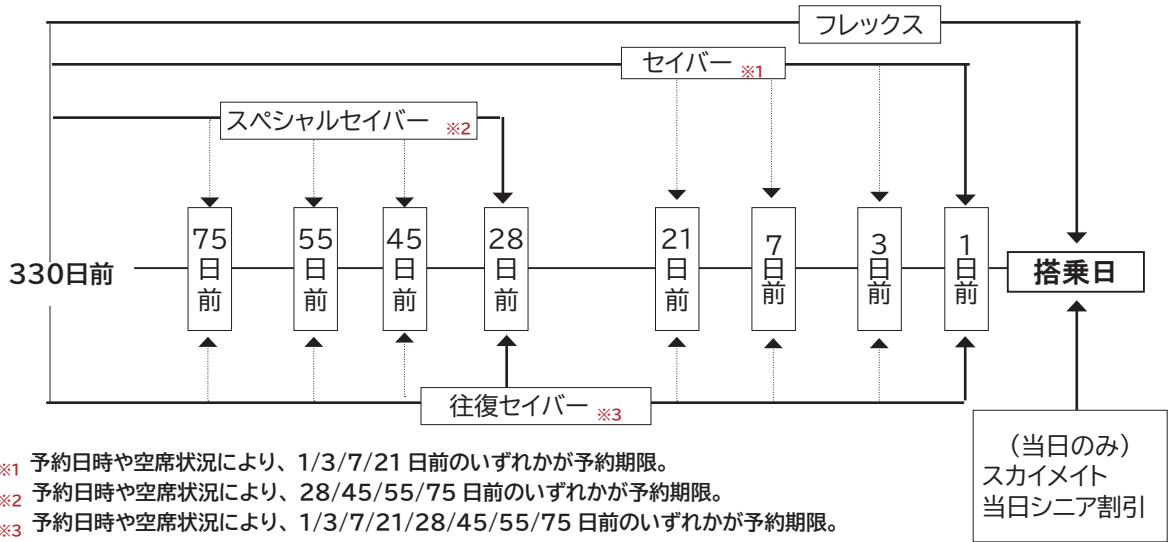 フレックス
セイバー ※1
スペシャルセイバー ※2
75日前
55日前
45日前
28日前
21日前
7日前
3日前
1日前
330日前
搭乗日
往復セイバー ※3
（当日のみ）
スカイメイト
当日シニア割引
※1 予約日時や空席状況により、1/3/7/21日前のいずれかが予約期限。
※2 予約日時や空席状況により、28/45/55/75日前のいずれかが予約期限。
※3 予約日時や空席状況により、1/3/7/21/28/45/55/75日前のいずれかが予約期限。